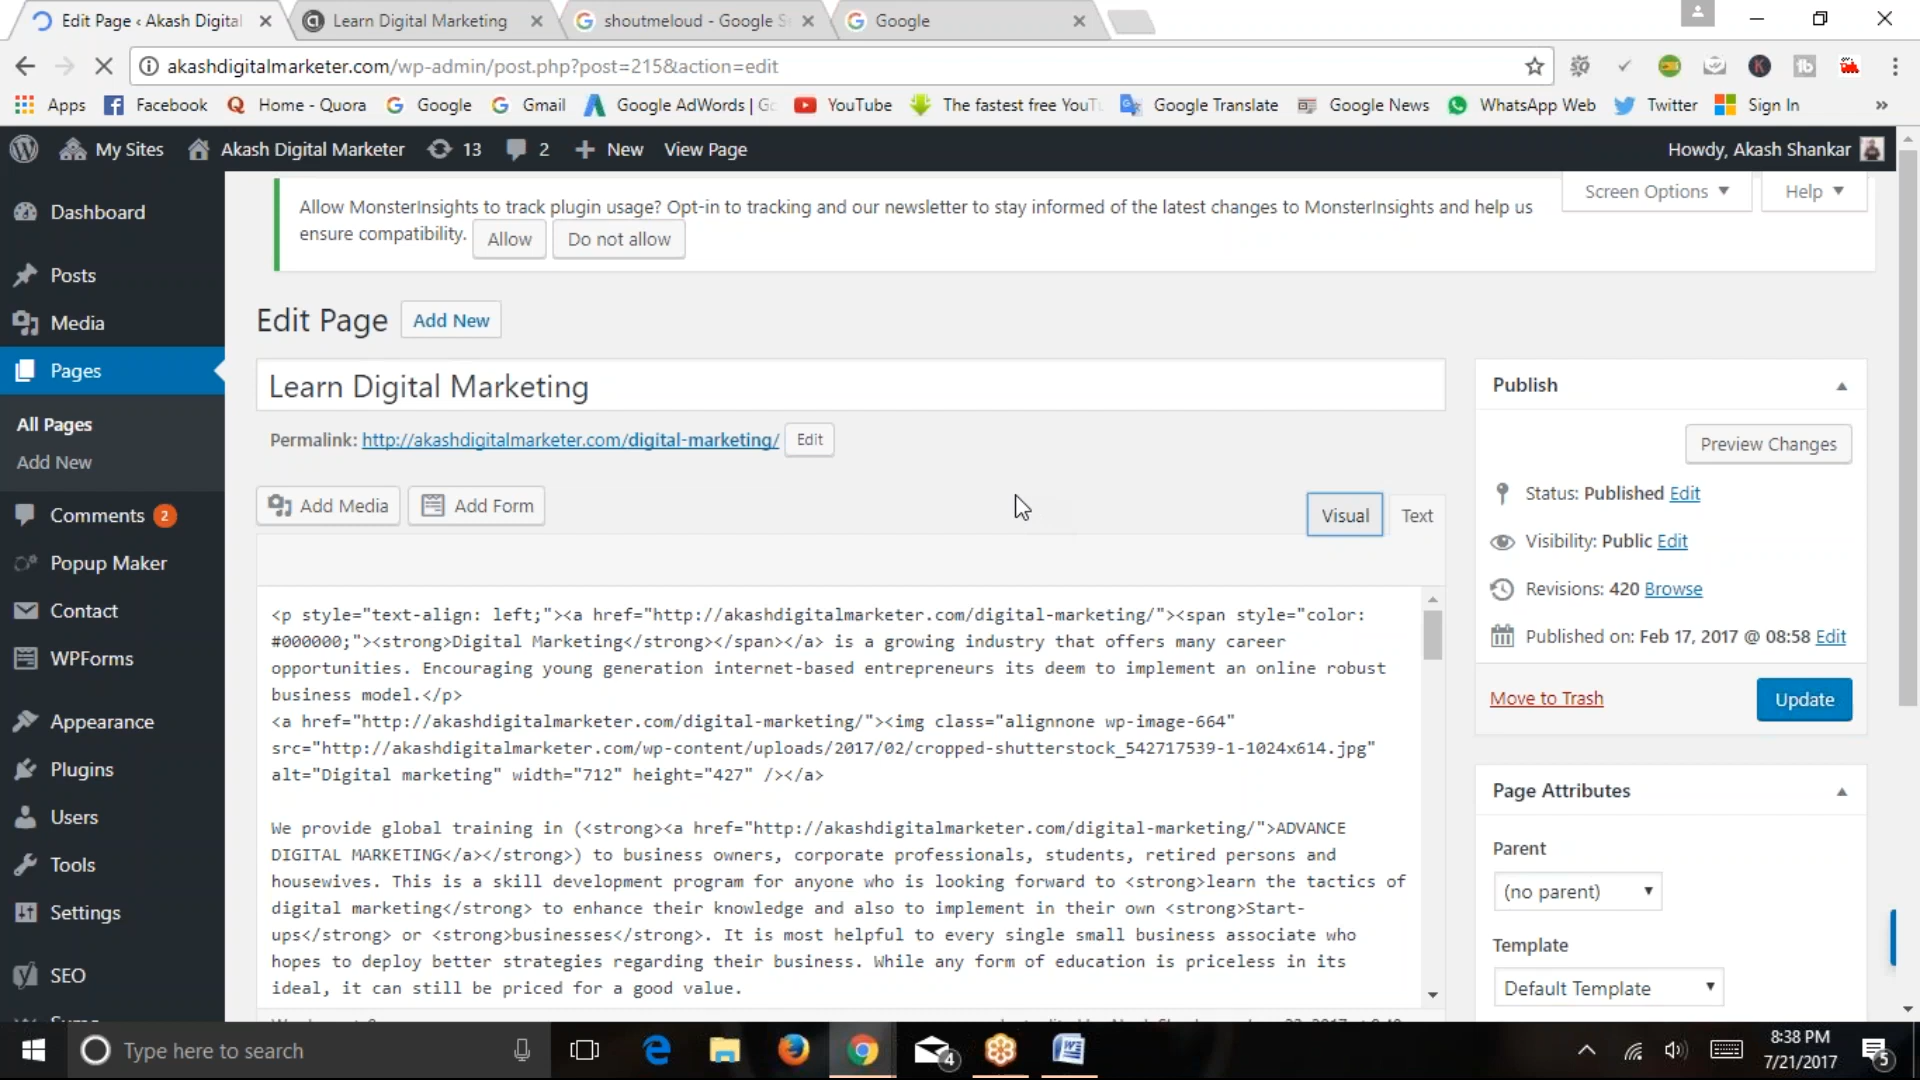 Edit Page ‹ Akash Digital
Learn Digital Marketing
shoutmeloud - Google S
Google
akashdigitalmarketer.com/wp-admin/post.php?post=215&action=edit
Apps
Facebook
Home - Quora
Google
Gmail
Google AdWords | Go
YouTube
The fastest free YouT
Google Translate
Google News
WhatsApp Web
Twitter
Sign In
»
My Sites
Akash Digital Marketer
13
2
New
View Page
Howdy, Akash Shankar
Screen Options
Help
Allow MonsterInsights to track plugin usage? Opt-in to tracking and our newsletter to stay informed of the latest changes to MonsterInsights and help us
ensure compatibility.
Allow
Do not allow
Dashboard
Posts
Media
Pages
All Pages
Add New
Comments 2
Popup Maker
Contact
WPForms
Appearance
Plugins
Users
Tools
Settings
SEO
Edit Page
Add New
Learn Digital Marketing
Permalink: http://akashdigitalmarketer.com/digital-marketing/ Edit
Add Media
Add Form
Visual
Text
<p style="text-align: left;"><a href="http://akashdigitalmarketer.com/digital-marketing/"><span style="color:
#000000;"><strong>Digital Marketing</strong></span></a> is a growing industry that offers many career
opportunities. Encouraging young generation internet-based entrepreneurs its deem to implement an online robust
business model.</p>
<a href="http://akashdigitalmarketer.com/digital-marketing/"><img class="alignnone wp-image-664"
src="http://akashdigitalmarketer.com/wp-content/uploads/2017/02/cropped-shutterstock_542717539-1-1024x614.jpg"
alt="Digital marketing" width="712" height="427" /></a>
We provide global training in (<strong><a href="http://akashdigitalmarketer.com/digital-marketing/">ADVANCE
DIGITAL MARKETING</a></strong>) to business owners, corporate professionals, students, retired persons and
housewives. This is a skill development program for anyone who is looking forward to <strong>learn the tactics of
digital marketing</strong> to enhance their knowledge and also to implement in their own <strong>Start-
ups</strong> or <strong>businesses</strong>. It is most helpful to every single small business associate who
hopes to deploy better strategies regarding their business. While any form of education is priceless in its
ideal, it can still be priced for a good value.
Publish
Preview Changes
Status: Published Edit
Visibility: Public Edit
Revisions: 420 Browse
Published on: Feb 17, 2017 @ 08:58 Edit
Move to Trash
Update
Page Attributes
Parent
(no parent)
Template
Default Template
Type here to search
4
8:38 PM
7/21/2017
5